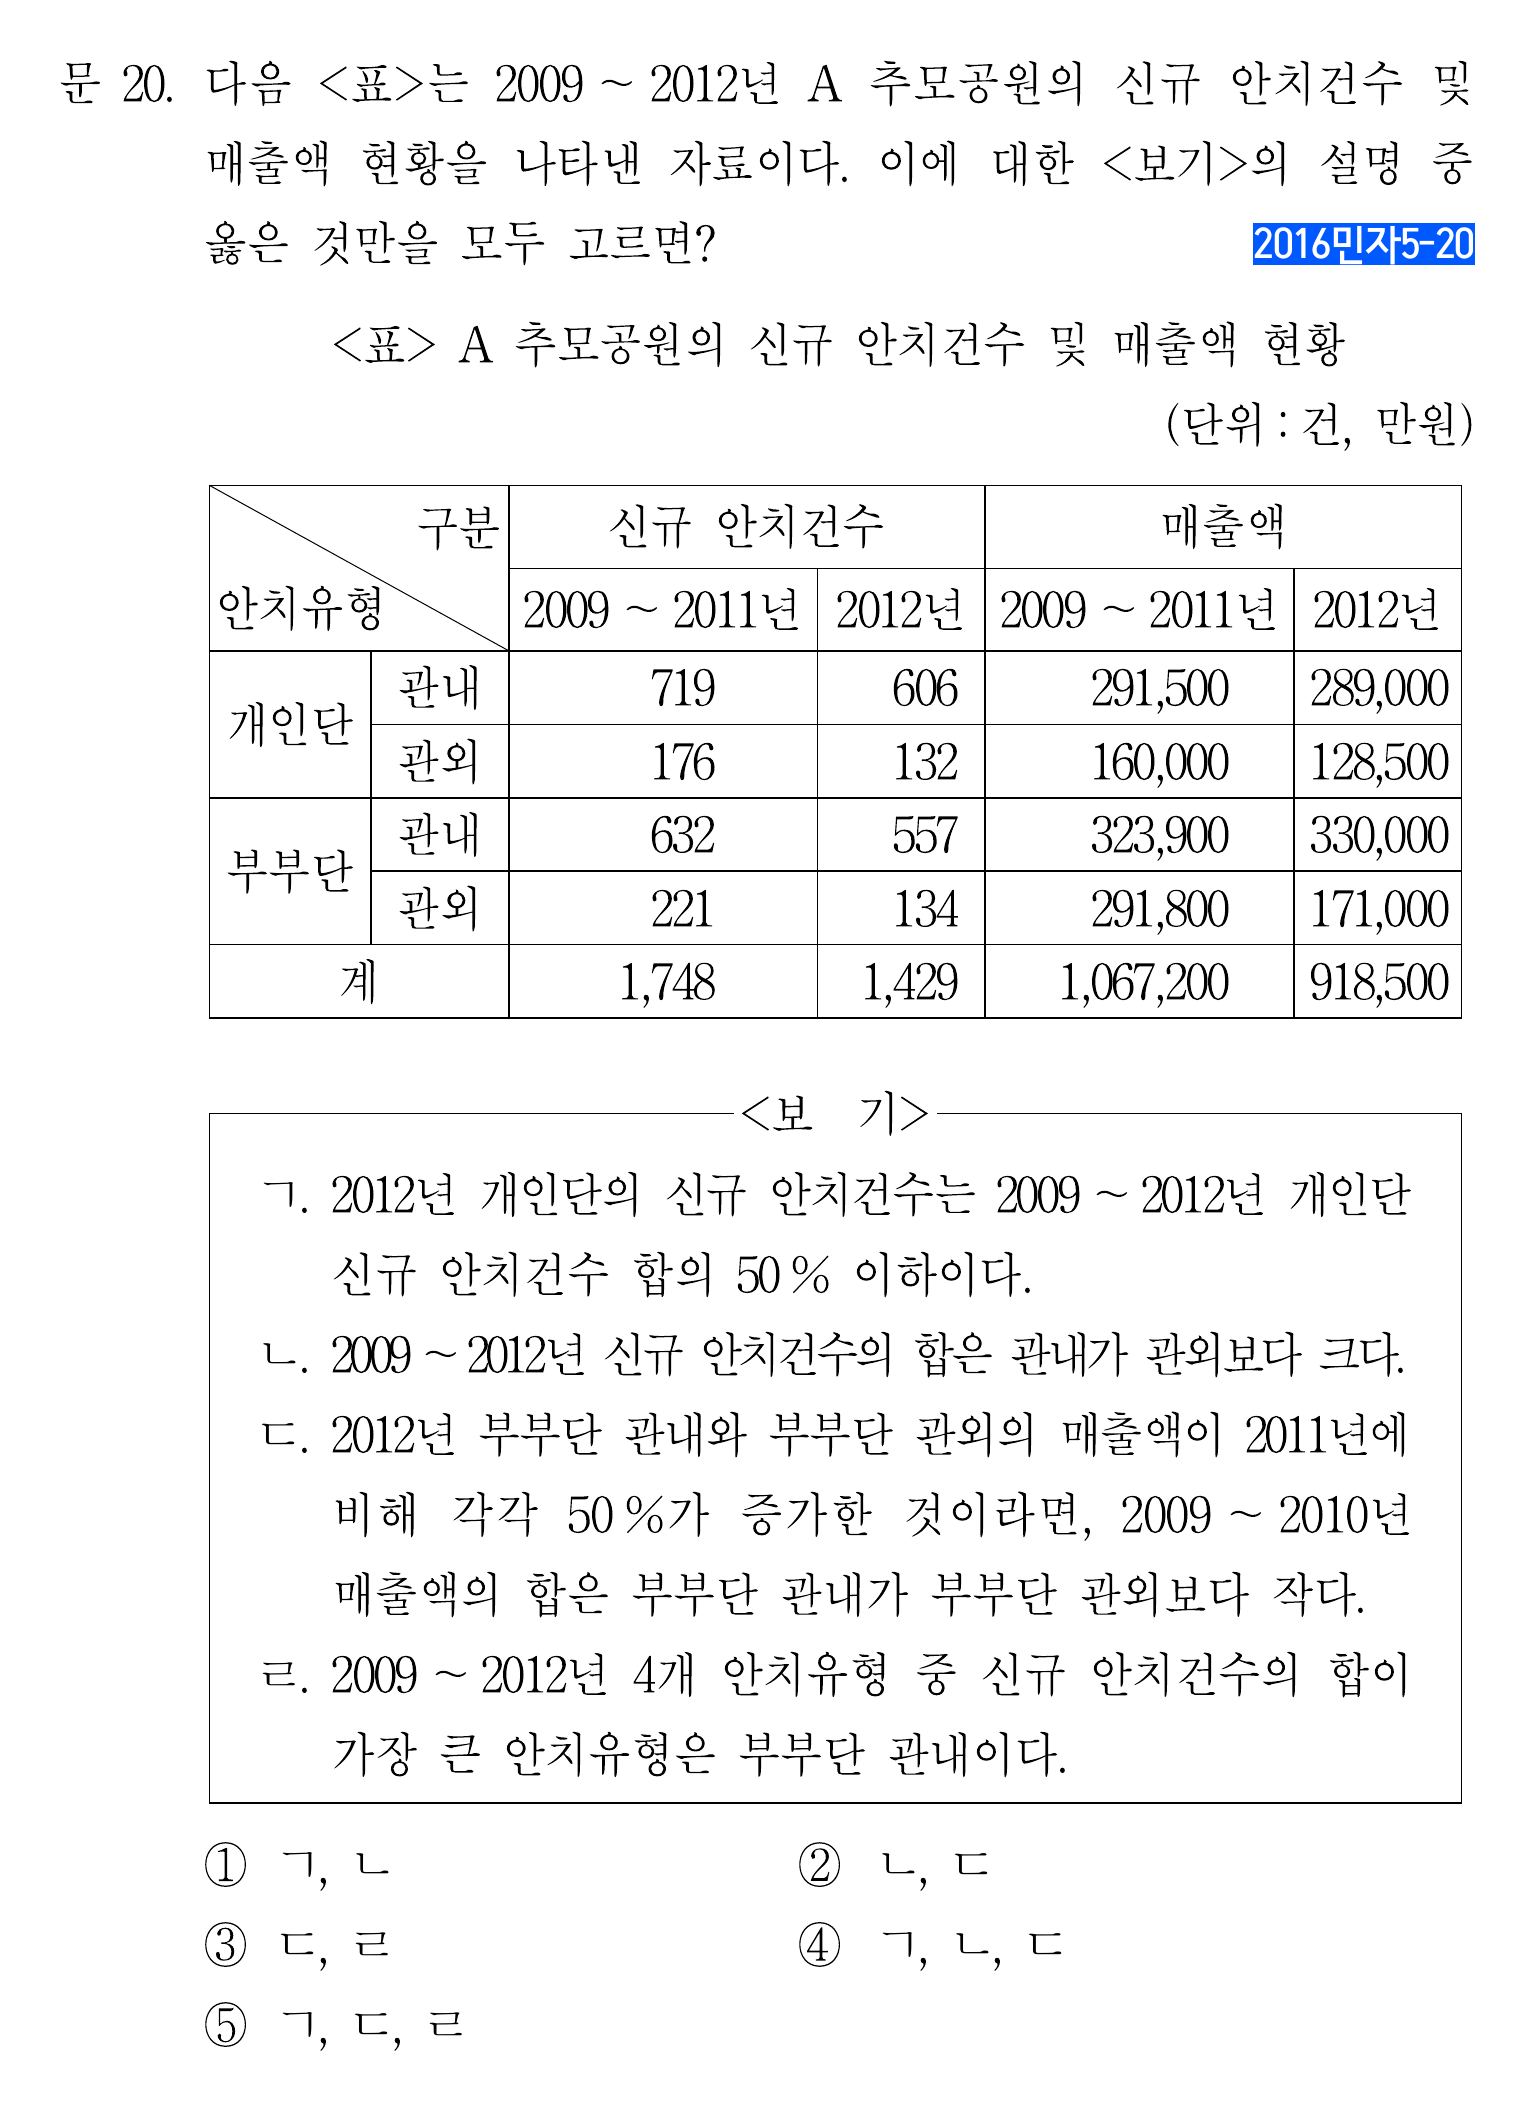 문 20. 다음 <표>는 2009 ~ 2012년 A 추모공원의 신규 안치건수 및
매출액 현황을 나타낸 자료이다. 이에 대한 <보기>의 설명 중
옳은 것만을 모두 고르면?
2016민자5-20
<표> A 추모공원의 신규 안치건수 및 매출액 현황
(단위 : 건, 만원)
구분 신규 안치건수 매출액
안치유형 2009 ~ 2011년 2012년 2009 ~ 2011년 2012년
개인단 관내 719 606 291,500 289,000
관외 176 132 160,000 128,500
부부단 관내 632 557 323,900 330,000
관외 221 134 291,800 171,000
계 1,748 1,429 1,067,200 918,500
<보 기>
ㄱ. 2012년 개인단의 신규 안치건수는 2009 ~ 2012년 개인단
신규 안치건수 합의 50 % 이하이다.
ㄴ. 2009 ~ 2012년 신규 안치건수의 합은 관내가 관외보다 크다.
ㄷ. 2012년 부부단 관내와 부부단 관외의 매출액이 2011년에
비해 각각 50 %가 증가한 것이라면, 2009 ~ 2010년
매출액의 합은 부부단 관내가 부부단 관외보다 작다.
ㄹ. 2009 ~ 2012년 4개 안치유형 중 신규 안치건수의 합이
가장 큰 안치유형은 부부단 관내이다.
① ㄱ, ㄴ ② ㄴ, ㄷ
③ ㄷ, ㄹ ④ ㄱ, ㄴ, ㄷ
⑤ ㄱ, ㄷ, ㄹ